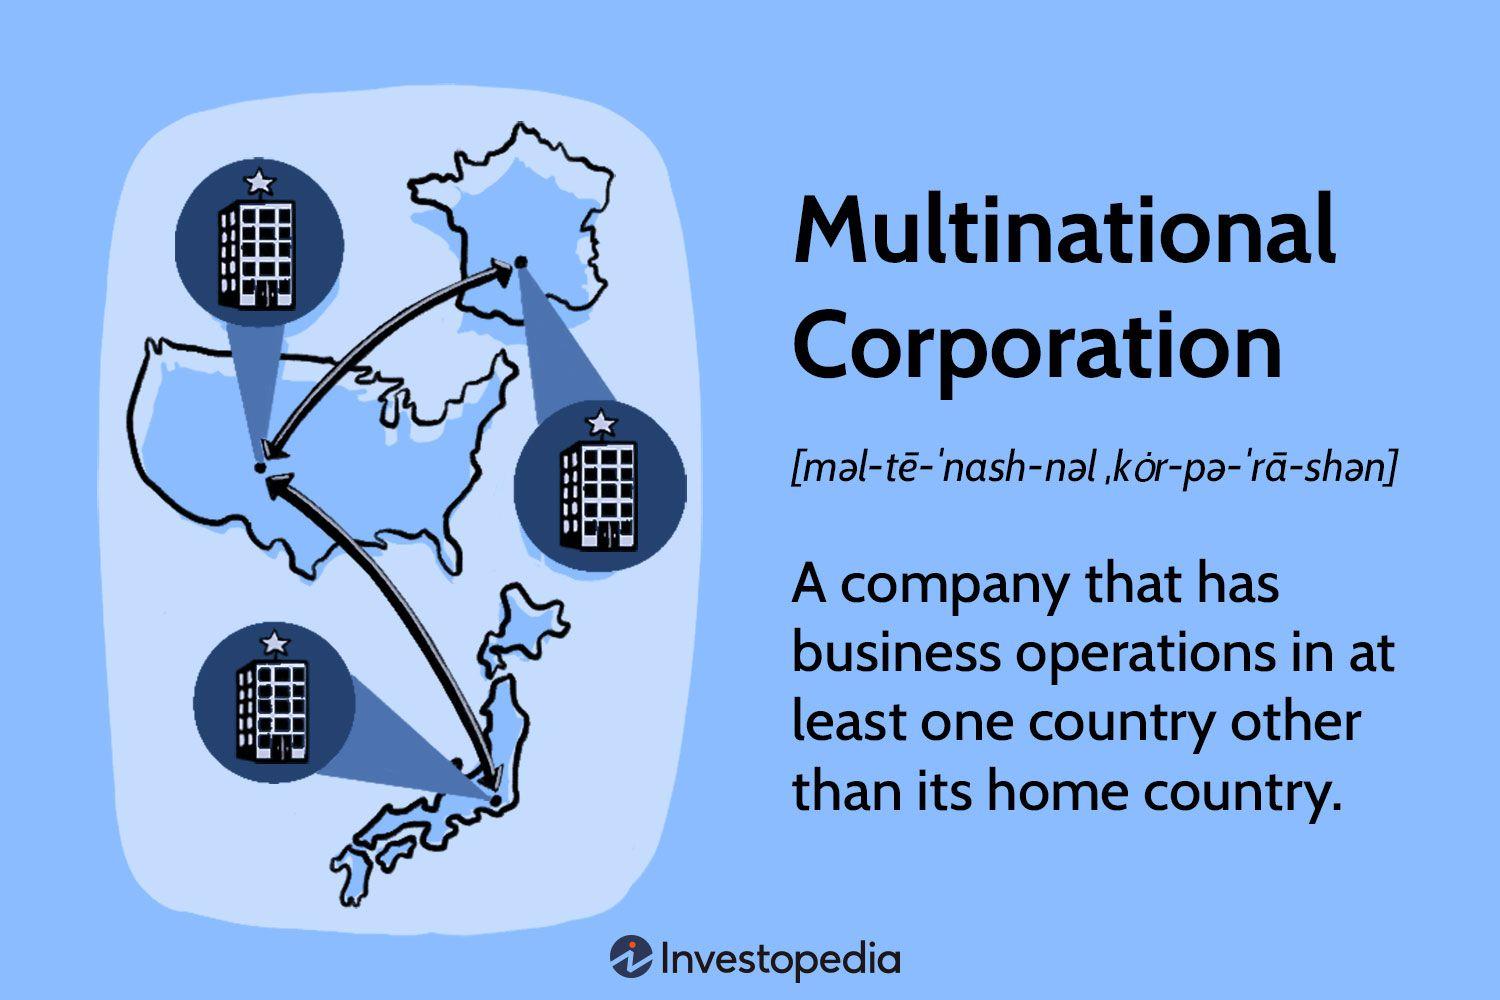 Multinational
Corporation
[məl-tē-ˈnash-nəl ˌkȯr-pə-ˈrā-shən]
A company that has
business operations in at
least one country other
than its home country.
Investopedia